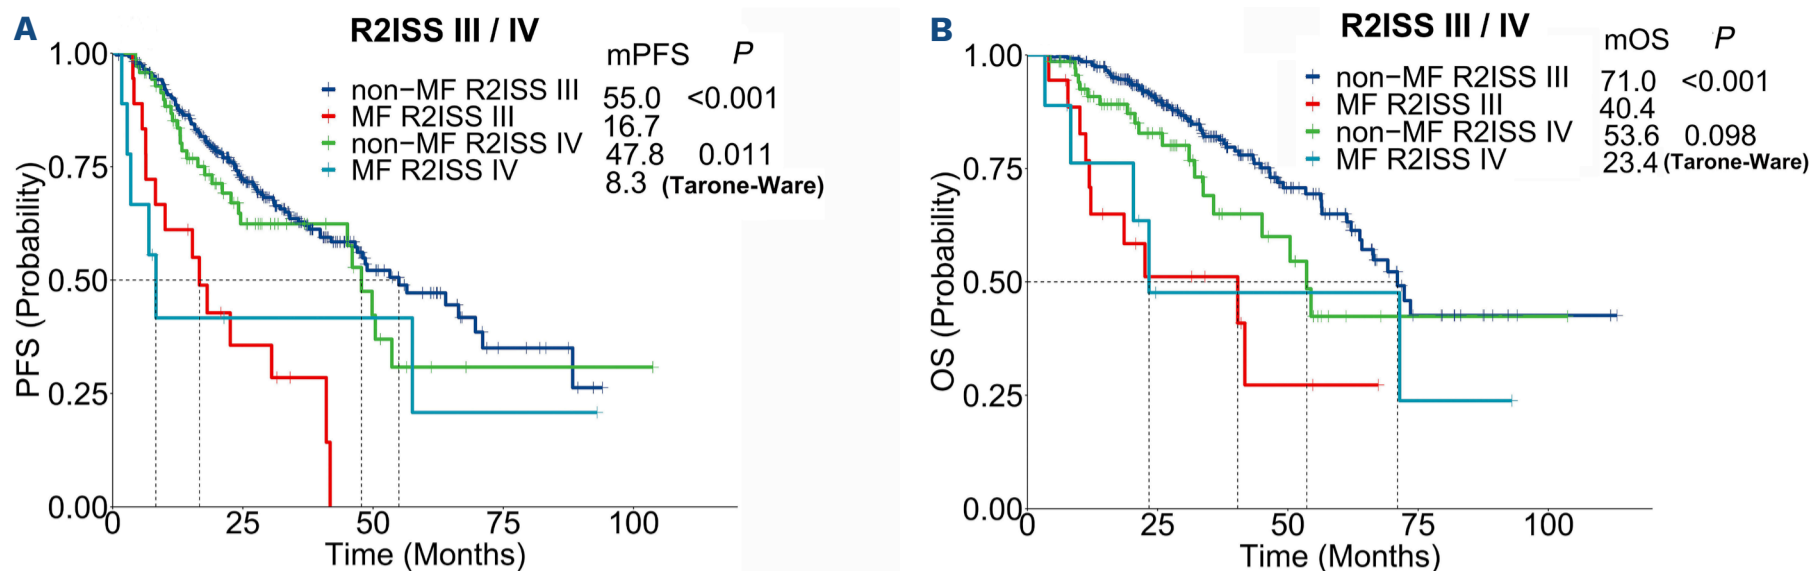 A
R2ISS III / IV
mPFS P
non-MF R2ISS III 55.0 <0.001
MF R2ISS III 16.7
non-MF R2ISS IV 47.8 0.011
MF R2ISS IV 8.3 (Tarone-Ware)
PFS (Probability)
1.00
0.75
0.50
0.25
0.00
0 25 50 75 100
Time (Months)
B
R2ISS III / IV
mOS P
non-MF R2ISS III 71.0 <0.001
MF R2ISS III 40.4
non-MF R2ISS IV 53.6 0.098
MF R2ISS IV 23.4 (Tarone-Ware)
OS (Probability)
1.00
0.75
0.50
0.25
0.00
0 25 50 75 100
Time (Months)